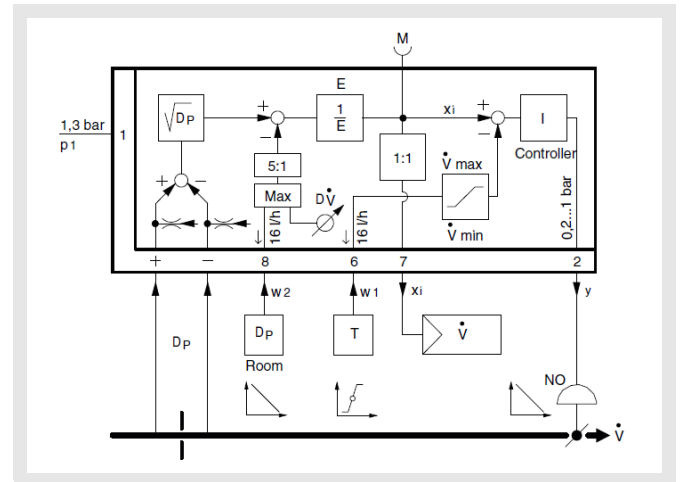 M
E
1,3 bar
p1
1
√DP
+
−
1
E
xi
+
−
I
Controller
5:1
1:1
V̇ max
V̇ min
+
−
Max
DV̇
16 l/h
16 l/h
0,2...1 bar
+
−
8
6
7
2
w2
w1
xi
y
DP
DP
Room
T
V̇
NO
V̇